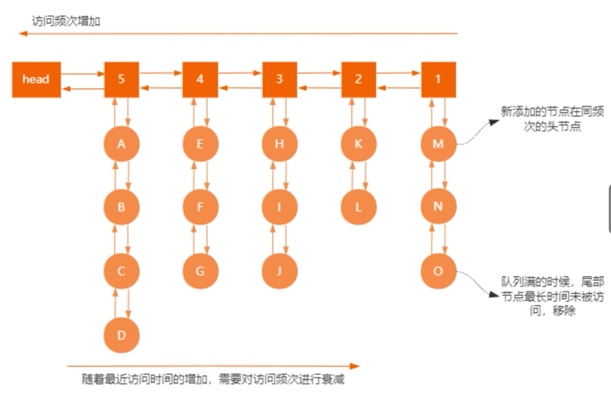 访问频次增加
head 5 4 3 2 1
A E H K M
新添加的节点在同频
次的头节点
B F I L N
C G J O
队列满的时候，尾部
节点最长时间未被访
问，移除
D
随着最近访问时间的增加，需要对访问频次进行衰减